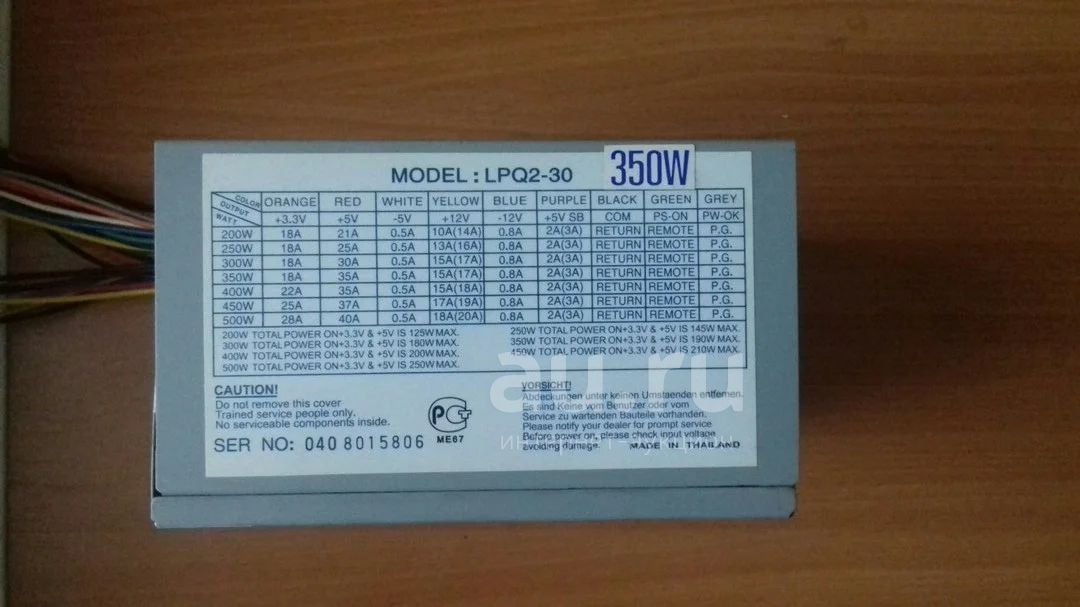 MODEL : LPQ2-30 350W
COLOR ORANGE RED WHITE YELLOW BLUE PURPLE BLACK GREEN GREY
OUTPUT WATT +3.3V +5V -5V +12V -12V +5V SB COM PS-ON PW-OK
200W 18A 21A 0.5A 10A(14A) 0.8A 2A(3A) RETURN REMOTE P.G.
250W 18A 25A 0.5A 13A(16A) 0.8A 2A(3A) RETURN REMOTE P.G.
300W 18A 30A 0.5A 15A(17A) 0.8A 2A(3A) RETURN REMOTE P.G.
350W 18A 35A 0.5A 15A(17A) 0.8A 2A(3A) RETURN REMOTE P.G.
400W 22A 35A 0.5A 15A(18A) 0.8A 2A(3A) RETURN REMOTE P.G.
450W 25A 37A 0.5A 17A(19A) 0.8A 2A(3A) RETURN REMOTE P.G.
500W 28A 40A 0.5A 18A(20A) 0.8A 2A(3A) RETURN REMOTE P.G.
200W TOTAL POWER ON+3.3V & +5V IS 125W MAX. 250W TOTAL POWER ON+3.3V & +5V IS 145W MAX.
300W TOTAL POWER ON+3.3V & +5V IS 180W MAX. 350W TOTAL POWER ON+3.3V & +5V IS 190W MAX.
400W TOTAL POWER ON+3.3V & +5V IS 200W MAX. 450W TOTAL POWER ON+3.3V & +5V IS 210W MAX.
500W TOTAL POWER ON+3.3V & +5V IS 250W MAX.
CAUTION!
Do not remove this cover
Trained service people only.
No serviceable components inside.
SER NO: 040 8015806
PCT
ME67
VORSICHT!
Abdeckungen unter keinen Umstaenden entfernen.
Es sind Keine vom Benutzer oder vom
Service zu wartenden Bauteile vorhanden.
Please notify your dealer for prompt service
Before power on, please check input voltage
avoiding damage. MADE IN THAILAND
au.ru